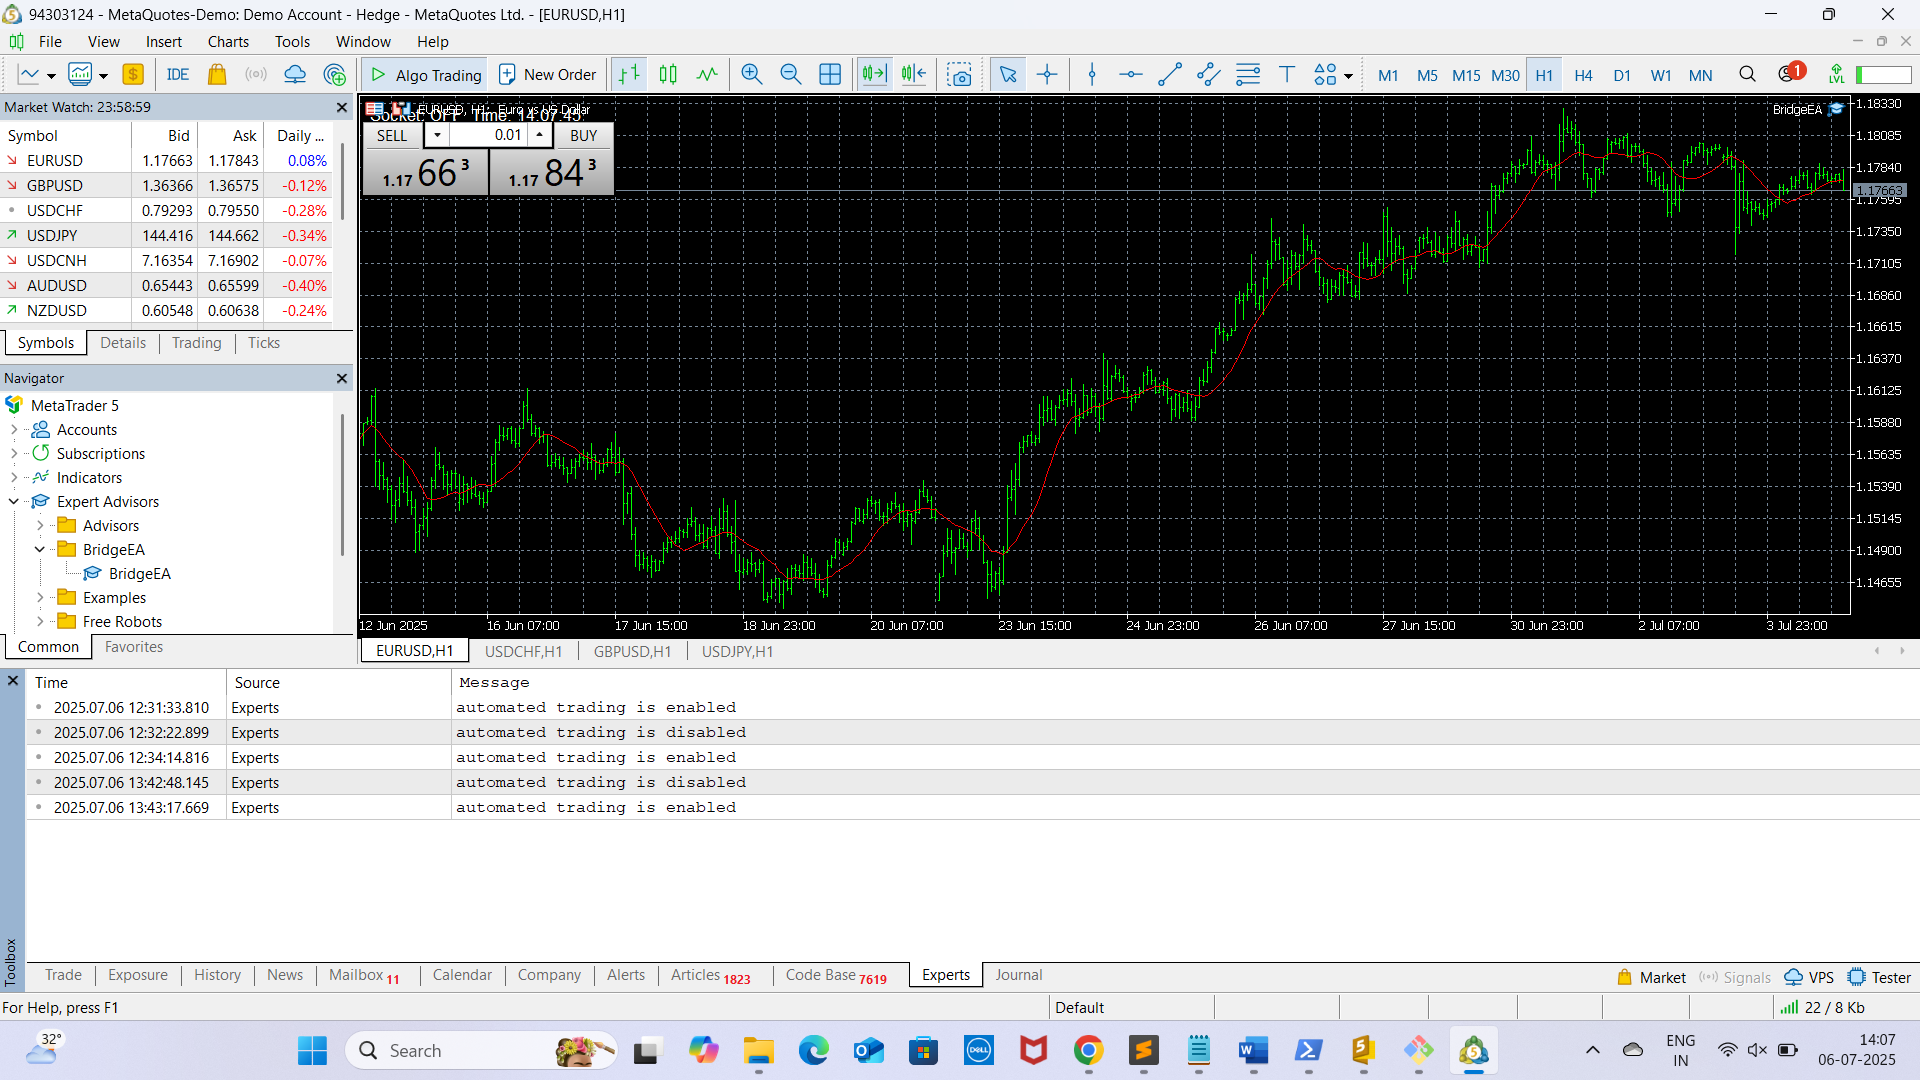 94303124 - MetaQuotes-Demo: Demo Account - Hedge - MetaQuotes Ltd. - [EURUSD,H1]
File View Insert Charts Tools Window Help
IDE Algo Trading New Order M1 M5 M15 M30 H1 H4 D1 W1 MN 1 LVL
Market Watch: 23:58:59
Symbol Bid Ask Daily ...
EURUSD 1.17663 1.17843 0.08%
GBPUSD 1.36366 1.36575 -0.12%
USDCHF 0.79293 0.79550 -0.28%
USDJPY 144.416 144.662 -0.34%
USDCNH 7.16354 7.16902 -0.07%
AUDUSD 0.65443 0.65599 -0.40%
NZDUSD 0.60548 0.60638 -0.24%
Symbols Details Trading Ticks
Navigator
MetaTrader 5
Accounts
Subscriptions
Indicators
Expert Advisors
Advisors
BridgeEA
BridgeEA
Examples
Free Robots
Common Favorites
EURUSD, H1: Euro vs US Dollar
Socket: OFF Time: 14:07:45
SELL 0.01 BUY
1.17 66 3 1.17 84 3
BridgeEA
1.18330
1.18085
1.17840
1.17663
1.17595
1.17350
1.17105
1.16860
1.16615
1.16370
1.16125
1.15880
1.15635
1.15390
1.15145
1.14900
1.14655
12 Jun 2025 16 Jun 07:00 17 Jun 15:00 18 Jun 23:00 20 Jun 07:00 23 Jun 15:00 24 Jun 23:00 26 Jun 07:00 27 Jun 15:00 30 Jun 23:00 2 Jul 07:00 3 Jul 23:00
EURUSD,H1 USDCHF,H1 GBPUSD,H1 USDJPY,H1
Time Source Message
2025.07.06 12:31:33.810 Experts automated trading is enabled
2025.07.06 12:32:22.899 Experts automated trading is disabled
2025.07.06 12:34:14.816 Experts automated trading is enabled
2025.07.06 13:42:48.145 Experts automated trading is disabled
2025.07.06 13:43:17.669 Experts automated trading is enabled
Toolbox
Trade Exposure History News Mailbox 11 Calendar Company Alerts Articles 1823 Code Base 7619 Experts Journal Market Signals VPS Tester
For Help, press F1 Default 22 / 8 Kb
32° Search DELL ENG IN 14:07 06-07-2025